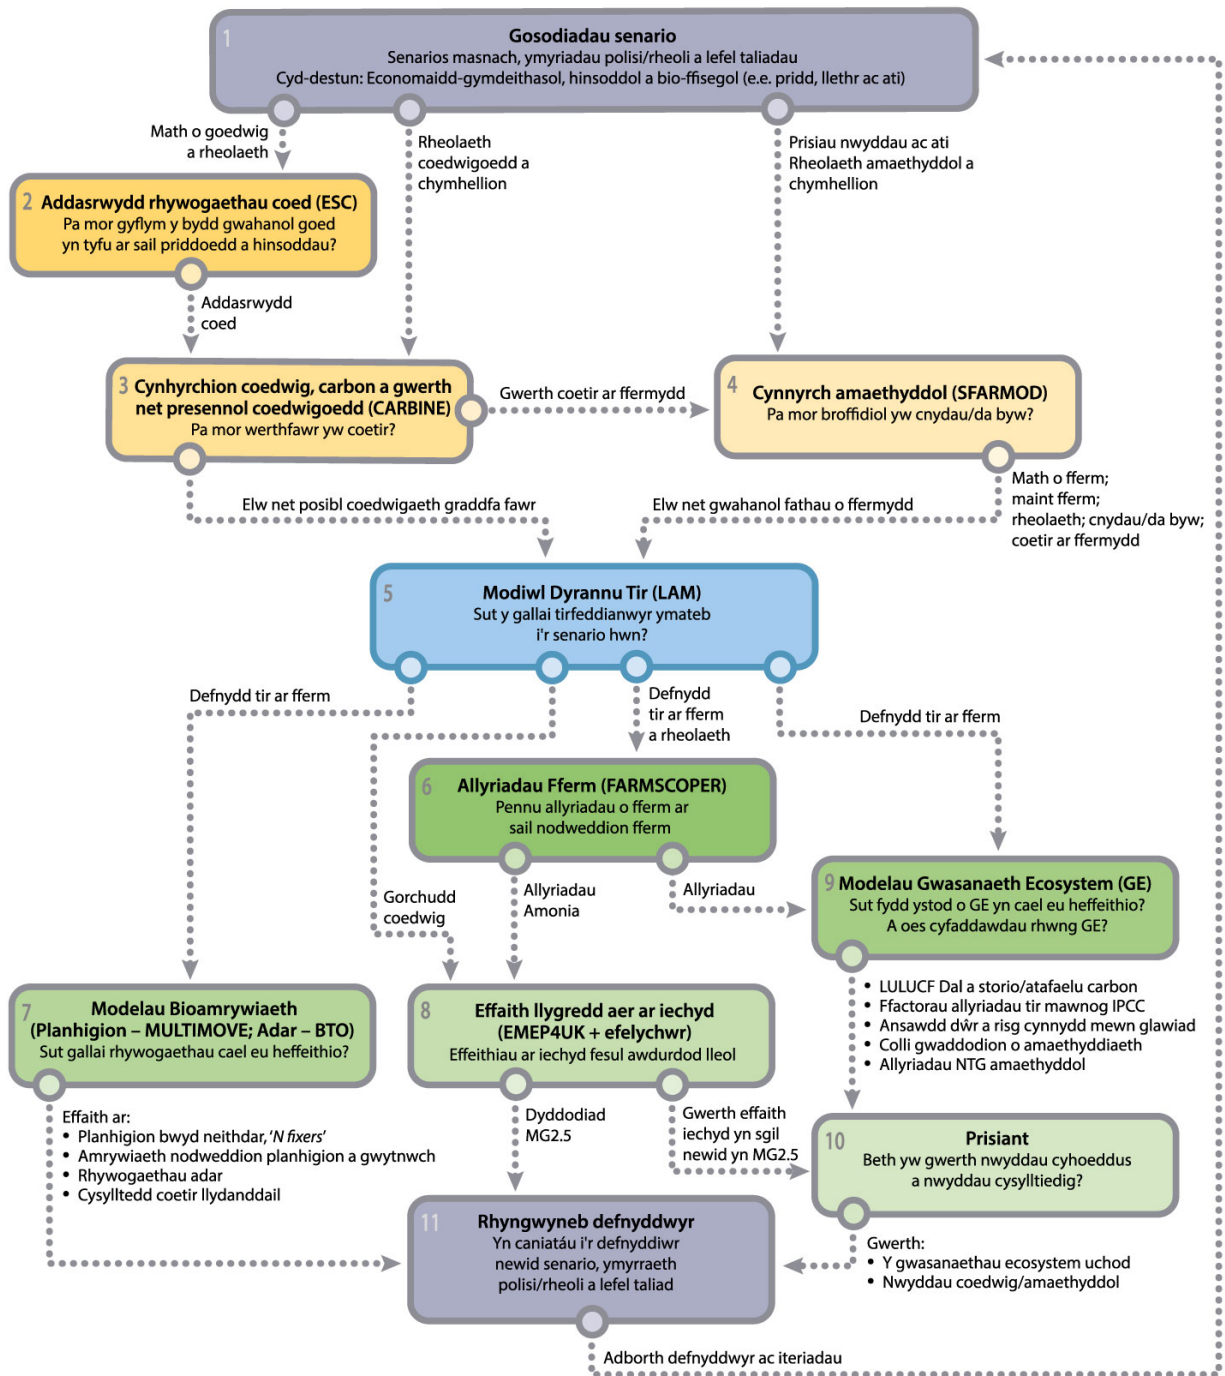 1
Gosodiadau senario
Senarios masnach, ymyriadau polisi/rheoli a lefel taliadau
Cyd-destun: Economaidd-gymdeithasol, hinsoddol a bio-ffisegol (e.e. pridd, llethr ac ati)
Math o goedwig
a rheolaeth
Rheolaeth
coedwigoedd a
chymhellion
Prisiau nwyddau ac ati
Rheolaeth amaethyddol a
chymhellion
2
Addasrwydd rhywogaethau coed (ESC)
Pa mor gyflym y bydd gwahanol goed
yn tyfu ar sail priddoedd a hinsoddau?
Addasrwydd
coed
3
Cynhyrchion coedwig, carbon a gwerth
net presennol coedwigoedd (CARBINE)
Pa mor werthfawr yw coetir?
Gwerth coetir ar ffermydd
4
Cynnyrch amaethyddol (SFARMOD)
Pa mor broffidiol yw cnydau/da byw?
Elw net posibl coedwigaeth graddfa fawr
Elw net gwahanol fathau o ffermydd
Math o fferm;
maint fferm;
rheolaeth; cnydau/da byw;
coetir ar ffermydd
5
Modiwl Dyrannu Tir (LAM)
Sut y gallai tirfeddianwyr ymateb
i'r senario hwn?
Defnydd tir ar fferm
Defnydd
tir ar fferm
a rheolaeth
Defnydd tir ar fferm
6
Allyriadau Fferm (FARMSCOPER)
Pennu allyriadau o fferm ar
sail nodweddion fferm
Gorchudd
coedwig
Allyriadau
Amonia
Allyriadau
9
Modelau Gwasanaeth Ecosystem (GE)
Sut fydd ystod o GE yn cael eu heffeithio?
A oes cyfaddawdau rhwng GE?
• LULUCF Dal a storio/atafaelu carbon
• Ffactorau allyriadau tir mawnog IPCC
• Ansawdd dŵr a risg cynnydd mewn glawiad
• Colli gwaddodion o amaethyddiaeth
• Allyriadau NTG amaethyddol
7
Modelau Bioamrywiaeth
(Planhigion – MULTIMOVE; Adar – BTO)
Sut gallai rhywogaethau cael eu heffeithio?
8
Effaith llygredd aer ar iechyd
(EMEP4UK + efelychwr)
Effeithiau ar iechyd fesul awdurdod lleol
Effaith ar:
• Planhigion bwyd neithdar, 'N fixers'
• Amrywiaeth nodweddion planhigion a gwytnwch
• Rhywogaethau adar
• Cysylltedd coetir llydanddail
Dyddodiad
MG2.5
Gwerth effaith
iechyd yn sgil
newid yn MG2.5
10
Prisiant
Beth yw gwerth nwyddau cyhoeddus
a nwyddau cysylltiedig?
11
Rhyngwyneb defnyddwyr
Yn caniatáu i'r defnyddiwr
newid senario, ymyrraeth
polisi/rheoli a lefel taliad
Gwerth:
• Y gwasanaethau ecosystem uchod
• Nwyddau coedwig/amaethyddol
Adborth defnyddwyr ac iteriadau